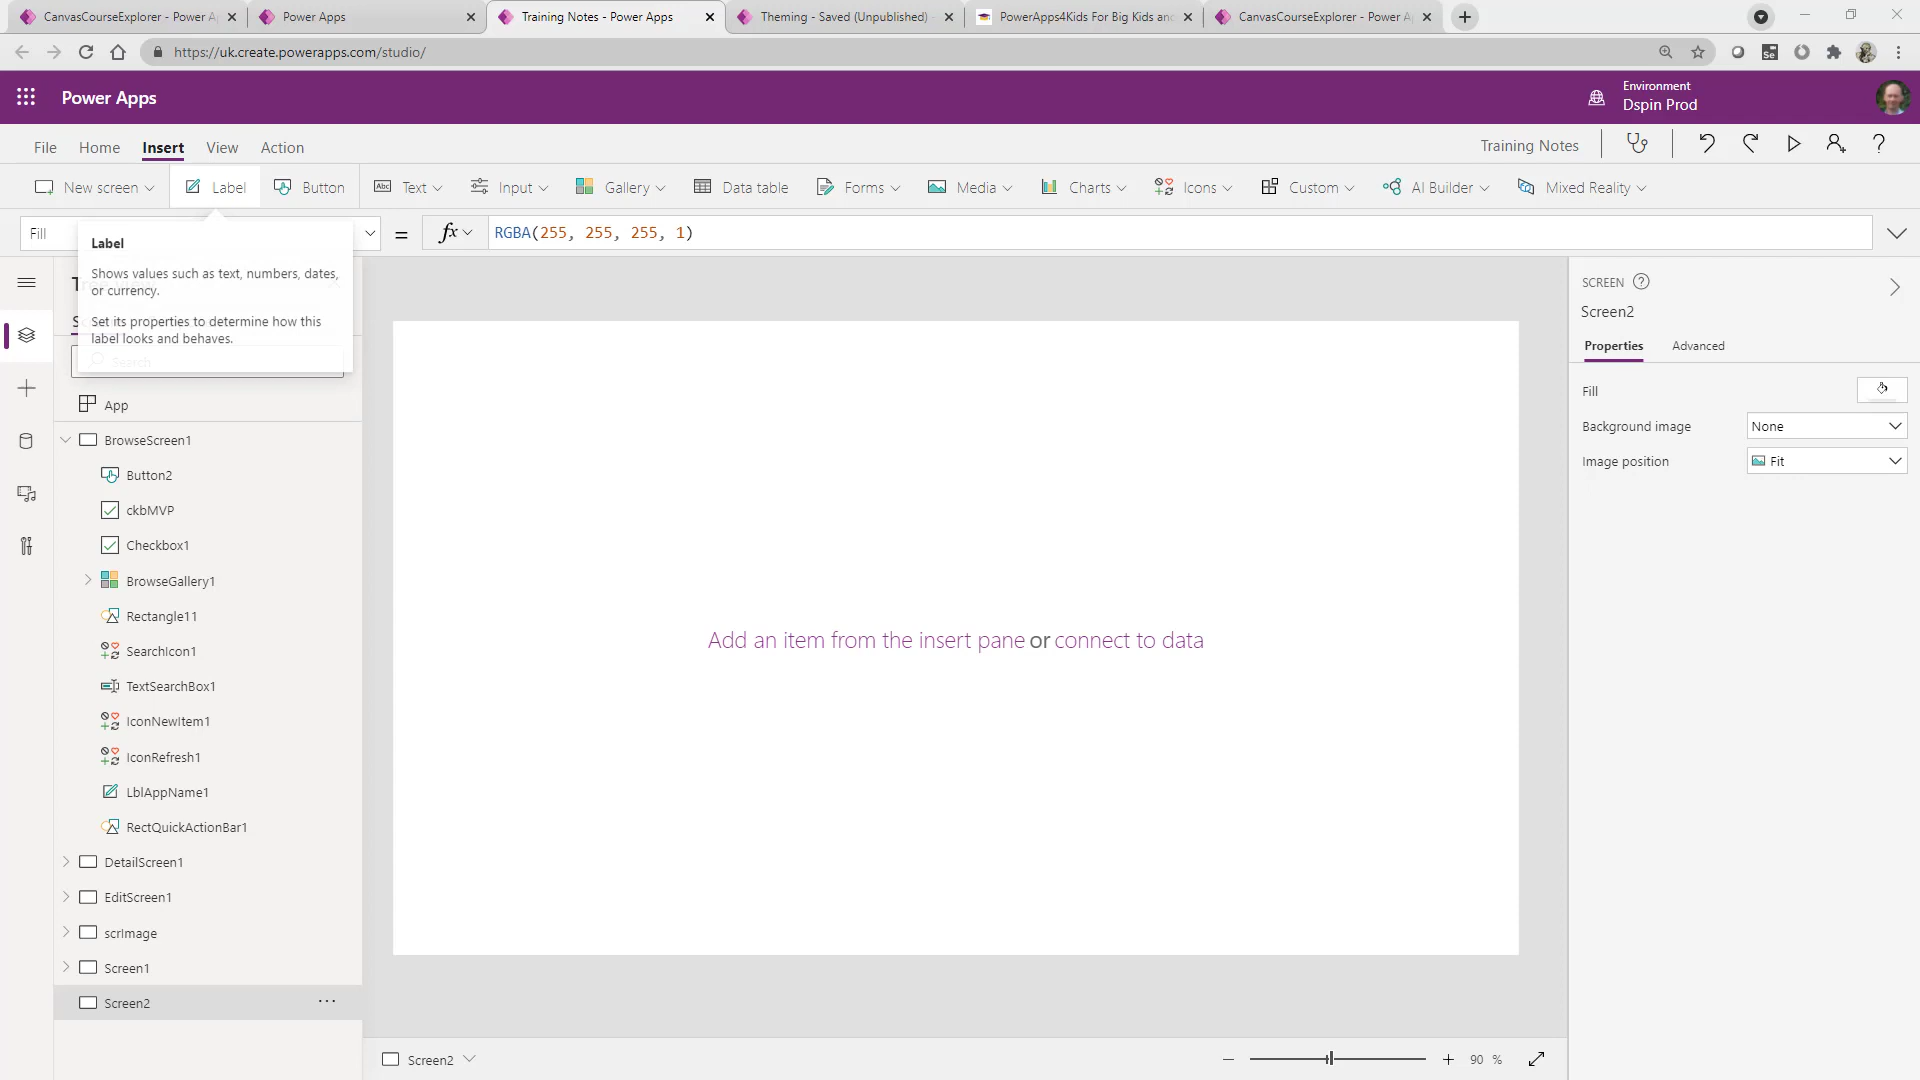 CanvasCourseExplorer - Power A
Power Apps
Training Notes - Power Apps
Theming - Saved (Unpublished) -
PowerApps4Kids For Big Kids and
CanvasCourseExplorer - Power A
https://uk.create.powerapps.com/studio/
Power Apps
Environment
Dspin Prod
File
Home
Insert
View
Action
Training Notes
New screen
Label
Button
Text
Input
Gallery
Data table
Forms
Media
Charts
Icons
Custom
AI Builder
Mixed Reality
Fill
=
fx
RGBA(255, 255, 255, 1)
Label
Shows values such as text, numbers, dates,
or currency.
Set its properties to determine how this
label looks and behaves.
Search
App
BrowseScreen1
Button2
ckbMVP
Checkbox1
BrowseGallery1
Rectangle11
SearchIcon1
TextSearchBox1
IconNewItem1
IconRefresh1
LblAppName1
RectQuickActionBar1
DetailScreen1
EditScreen1
scrImage
Screen1
Screen2
Add an item from the insert pane or connect to data
SCREEN
Screen2
Properties
Advanced
Fill
Background image
None
Image position
Fit
Screen2
90 %